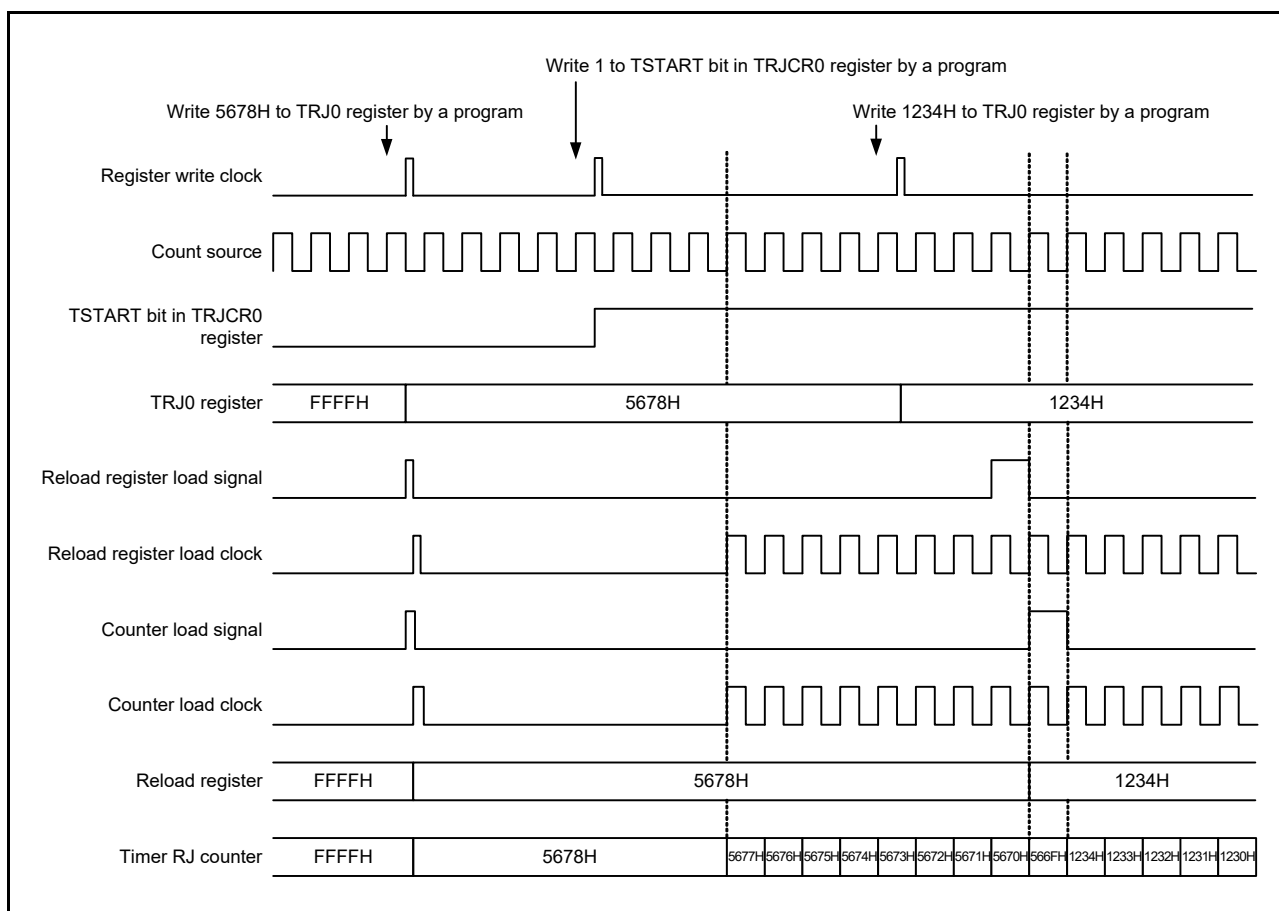 Write 1 to TSTART bit in TRJCR0 register by a program
Write 5678H to TRJ0 register by a program
Write 1234H to TRJ0 register by a program
Register write clock
Count source
TSTART bit in TRJCR0
register
TRJ0 register
FFFFH 5678H 1234H
Reload register load signal
Reload register load clock
Counter load signal
Counter load clock
Reload register
FFFFH 5678H 1234H
Timer RJ counter
FFFFH 5678H 5677H 5676H 5675H 5674H 5673H 5672H 5671H 5670H 566FH 1234H 1233H 1232H 1231H 1230H